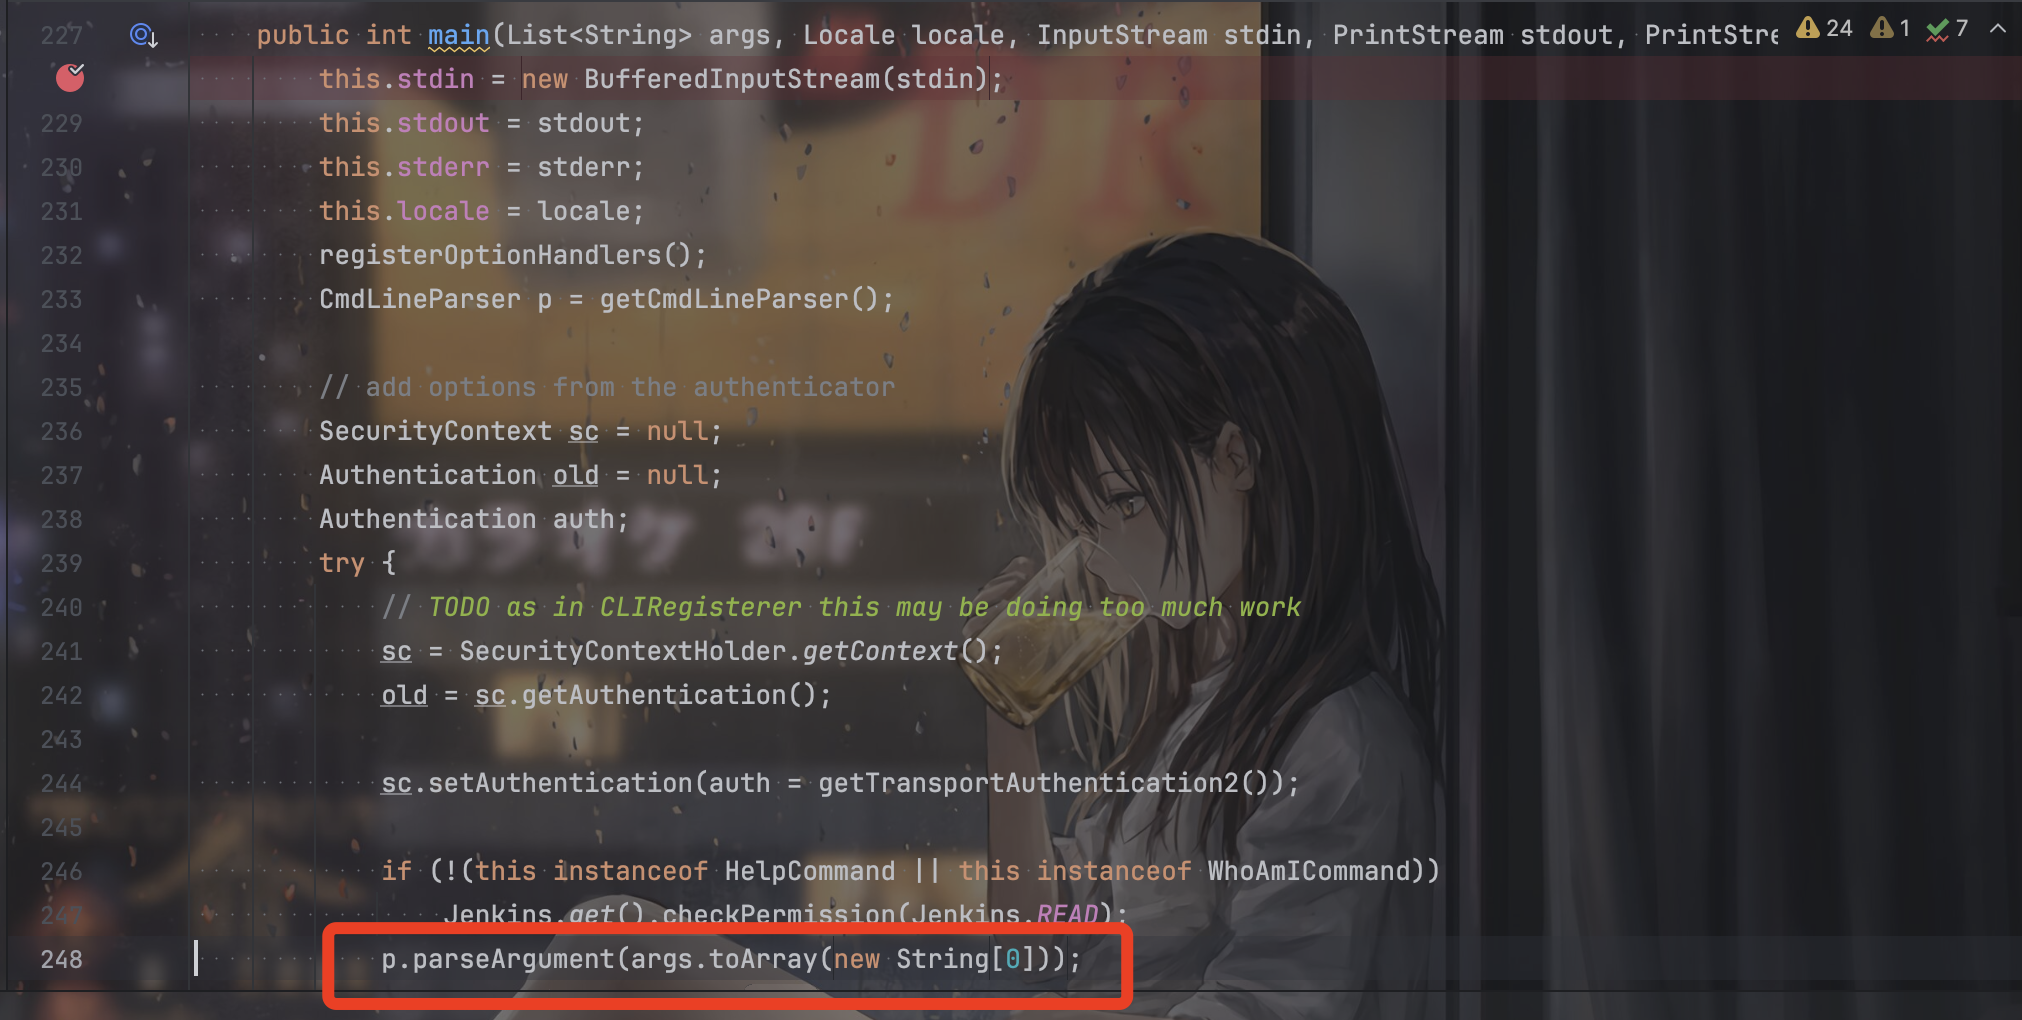 227 public int main(List<String> args, Locale locale, InputStream stdin, PrintStream stdout, PrintStre 24 1 7
this.stdin = new BufferedInputStream(stdin);
229 this.stdout = stdout;
230 this.stderr = stderr;
231 this.locale = locale;
232 registerOptionHandlers();
233 CmdLineParser p = getCmdLineParser();
234
235 // add options from the authenticator
236 SecurityContext sc = null;
237 Authentication old = null;
238 Authentication auth;
239 try {
240 // TODO as in CLIRegisterer this may be doing too much work
241 sc = SecurityContextHolder.getContext();
242 old = sc.getAuthentication();
243
244 sc.setAuthentication(auth = getTransportAuthentication2());
245
246 if (!(this instanceof HelpCommand || this instanceof WhoAmICommand))
247 Jenkins.get().checkPermission(Jenkins.READ);
248 p.parseArgument(args.toArray(new String[0]));
DR
カラオケ